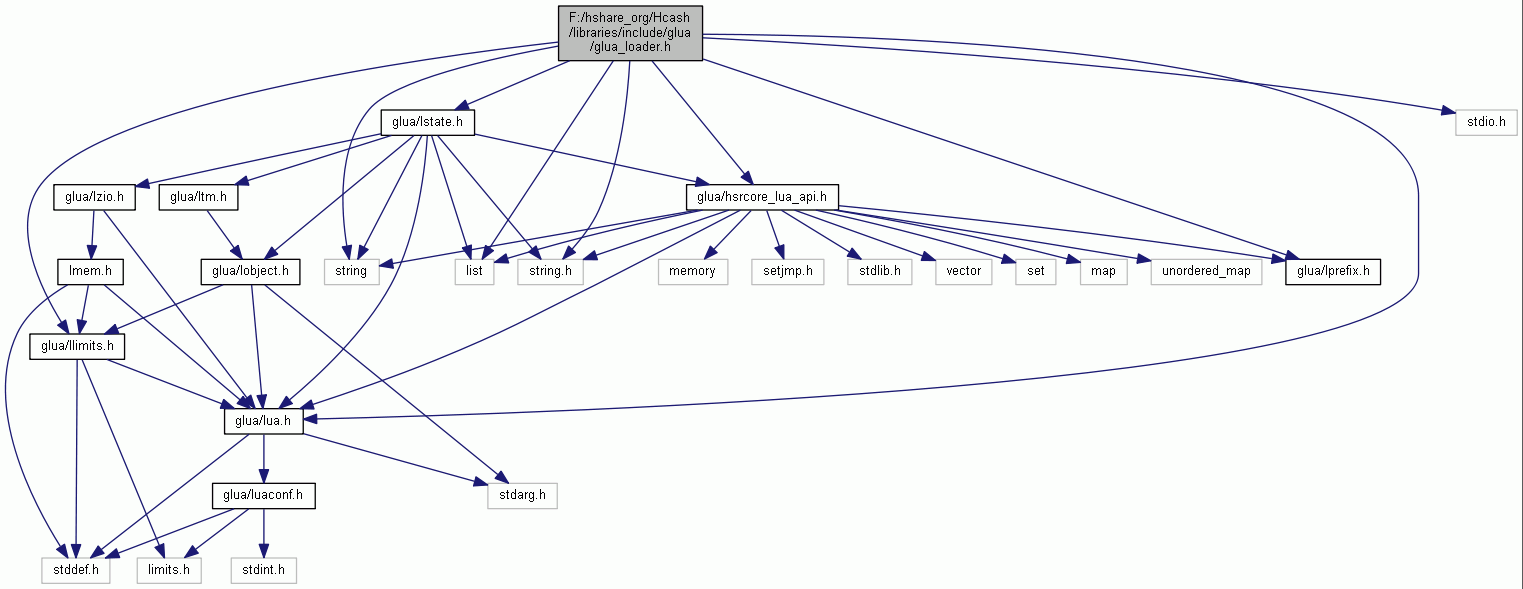 F:/hshare_org/Hcash
/libraries/include/glua
/glua_loader.h
glua/lstate.h
stdio.h
glua/lzio.h
glua/ltm.h
glua/hsrcore_lua_api.h
lmem.h
glua/lobject.h
string
list
string.h
memory
setjmp.h
stdlib.h
vector
set
map
unordered_map
glua/lprefix.h
glua/llimits.h
glua/lua.h
glua/luaconf.h
stdarg.h
stddef.h
limits.h
stdint.h